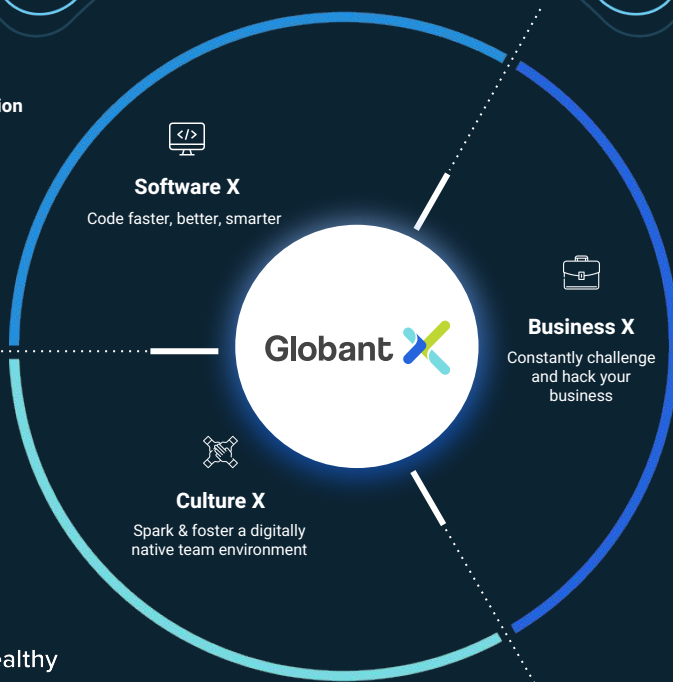 ion
Software X
Code faster, better, smarter
Globant X
Business X
Constantly challenge
and hack your
business
Culture X
Spark & foster a digitally
native team environment
ealthy